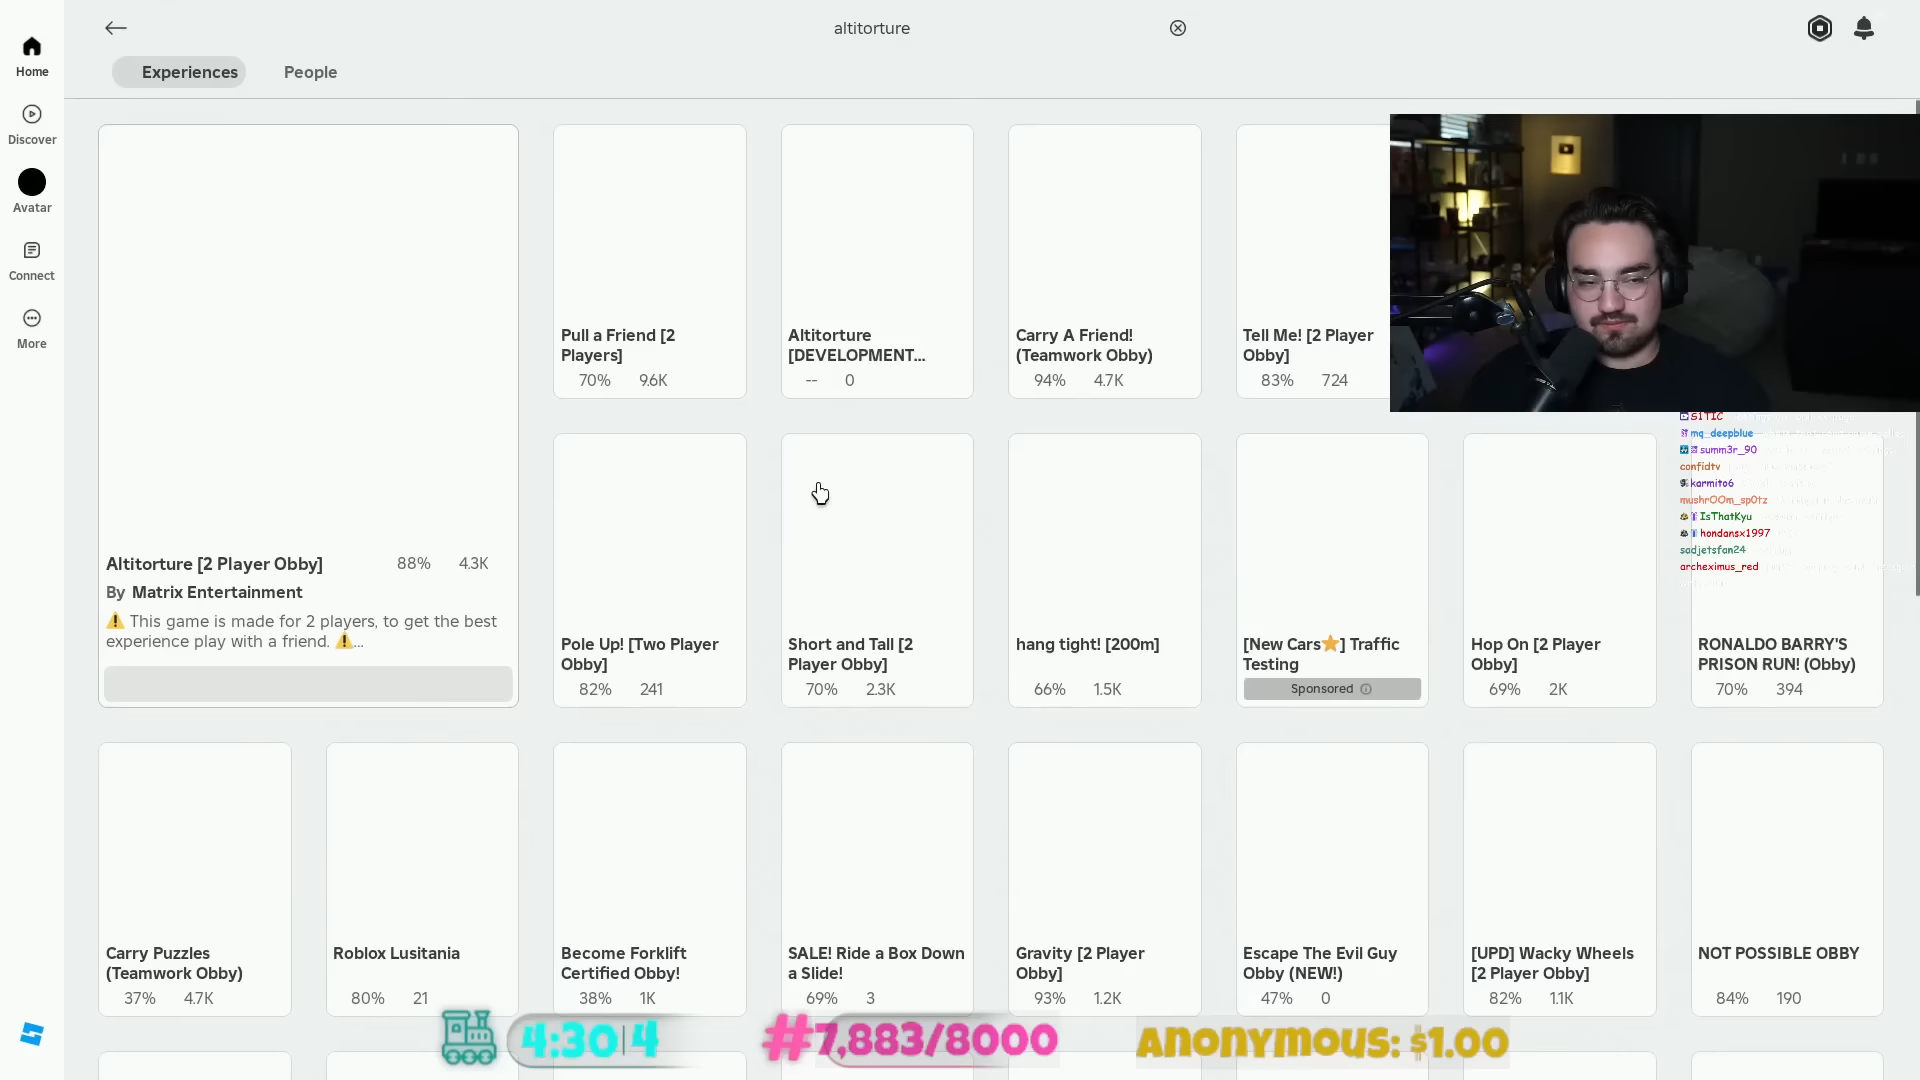 altitorture
Home
Experiences
People
Discover
Avatar
Connect
More
Altitorture [2 Player Obby]
88%
4.3K
By Matrix Entertainment
⚠️ This game is made for 2 players, to get the best
experience play with a friend. ⚠️...
Pull a Friend [2
Players]
70%
9.6K
Altitorture
[DEVELOPMENT...
--
0
Carry A Friend!
(Teamwork Obby)
94%
4.7K
Tell Me! [2 Player
Obby]
83%
724
S1TIC
mq_deepblue
summ3r_90
confidtv
karmito6
mushrOOm_sp0tz
IsThatKyu
hondansx1997
sadjetsfan24
archeximus_red
Pole Up! [Two Player
Obby]
82%
241
Short and Tall [2
Player Obby]
70%
2.3K
hang tight! [200m]
66%
1.5K
[New Cars⭐] Traffic
Testing
Sponsored
Hop On [2 Player
Obby]
69%
2K
RONALDO BARRY'S
PRISON RUN! (Obby)
70%
394
Carry Puzzles
(Teamwork Obby)
37%
4.7K
Roblox Lusitania
80%
21
Become Forklift
Certified Obby!
38%
1K
SALE! Ride a Box Down
a Slide!
69%
3
Gravity [2 Player
Obby]
93%
1.2K
Escape The Evil Guy
Obby (NEW!)
47%
0
[UPD] Wacky Wheels
[2 Player Obby]
82%
1.1K
NOT POSSIBLE OBBY
84%
190
4:30|4
#7,883/8000
ANONYMOUS: $1.00